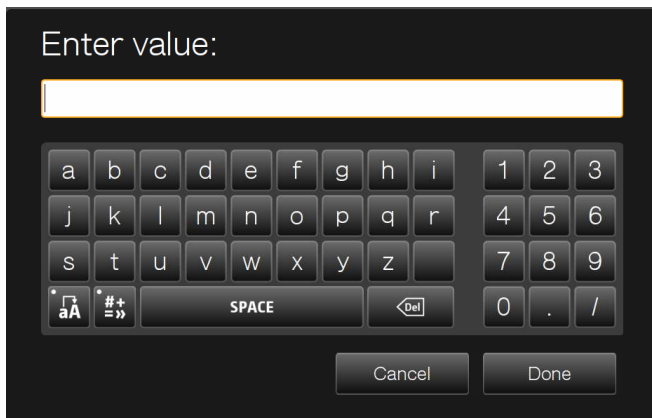 Enter value:
a b c d e f g h i 1 2 3
j k l m n o p q r 4 5 6
s t u v w x y z 7 8 9
aA #+=» SPACE Del 0 . /
Cancel Done